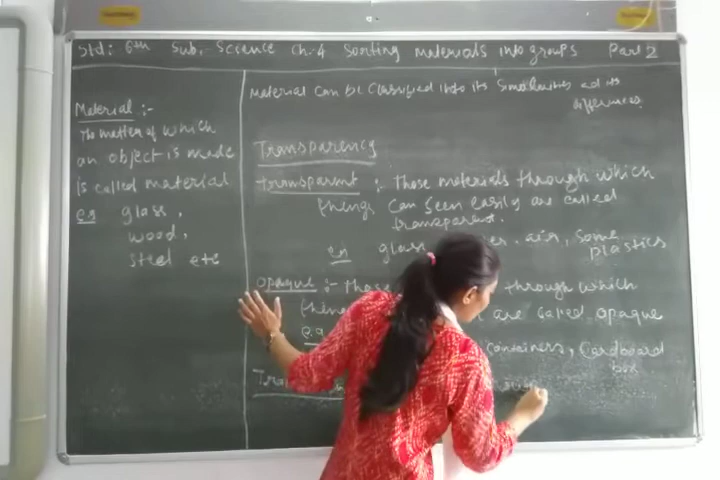 Std: 6th Sub: Science Ch: 4 Sorting materials into groups Part 2
Material :-
The matter of which
an object is made
is called material
eg glass,
wood,
steel etc
Material can be classified into its similarities ad its
differences.
Transparency
transparent :- Those materials through which
things can seen easily are called
transparent.
glass, air, some
plastics
opaque :- those through which
things are called opaque
e.g containers, Cardboard
box